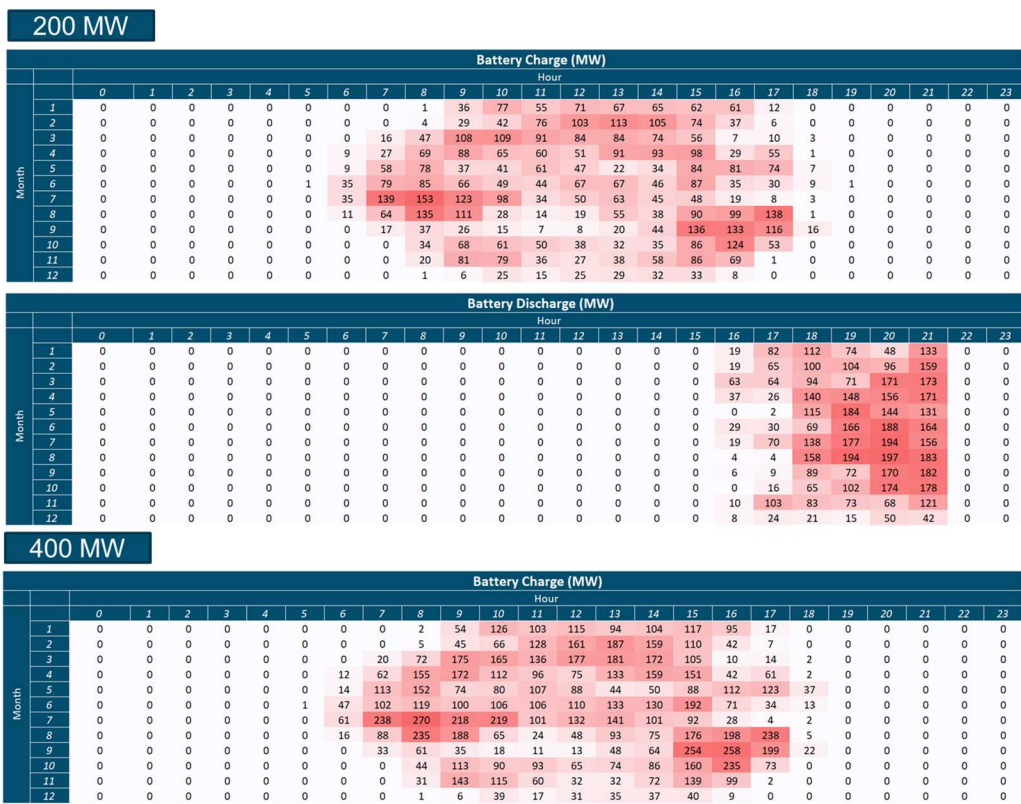 200 MW
Battery Charge (MW)
Hour
0 1 2 3 4 5 6 7 8 9 10 11 12 13 14 15 16 17 18 19 20 21 22 23
Month
1 0 0 0 0 0 0 0 0 1 36 77 55 71 67 65 62 61 12 0 0 0 0 0 0
2 0 0 0 0 0 0 0 0 4 29 42 76 103 113 105 74 37 6 0 0 0 0 0 0
3 0 0 0 0 0 0 0 16 47 108 109 91 84 84 74 56 7 10 3 0 0 0 0 0
4 0 0 0 0 0 0 9 27 69 88 65 60 51 91 93 98 29 55 1 0 0 0 0 0
5 0 0 0 0 0 0 9 58 78 37 41 61 47 22 34 84 81 74 7 0 0 0 0 0
6 0 0 0 0 0 1 35 79 85 66 49 44 67 67 46 87 35 30 9 1 0 0 0 0
7 0 0 0 0 0 0 35 139 153 123 98 34 50 63 45 48 19 8 3 0 0 0 0 0
8 0 0 0 0 0 0 11 64 135 111 28 14 19 55 38 90 99 138 1 0 0 0 0 0
9 0 0 0 0 0 0 0 17 37 26 15 7 8 20 44 136 133 116 16 0 0 0 0 0
10 0 0 0 0 0 0 0 0 34 68 61 50 38 32 35 86 124 53 0 0 0 0 0 0
11 0 0 0 0 0 0 0 0 20 81 79 36 27 38 58 86 69 1 0 0 0 0 0 0
12 0 0 0 0 0 0 0 0 1 6 25 15 25 29 32 33 8 0 0 0 0 0 0 0
Battery Discharge (MW)
Hour
0 1 2 3 4 5 6 7 8 9 10 11 12 13 14 15 16 17 18 19 20 21 22 23
Month
1 0 0 0 0 0 0 0 0 0 0 0 0 0 0 0 0 19 82 112 74 48 133 0 0
2 0 0 0 0 0 0 0 0 0 0 0 0 0 0 0 0 19 65 100 104 96 159 0 0
3 0 0 0 0 0 0 0 0 0 0 0 0 0 0 0 0 63 64 94 71 171 173 0 0
4 0 0 0 0 0 0 0 0 0 0 0 0 0 0 0 0 37 26 140 148 156 171 0 0
5 0 0 0 0 0 0 0 0 0 0 0 0 0 0 0 0 0 2 115 184 144 131 0 0
6 0 0 0 0 0 0 0 0 0 0 0 0 0 0 0 0 29 30 69 166 188 164 0 0
7 0 0 0 0 0 0 0 0 0 0 0 0 0 0 0 0 19 70 138 177 194 156 0 0
8 0 0 0 0 0 0 0 0 0 0 0 0 0 0 0 0 4 4 158 194 197 183 0 0
9 0 0 0 0 0 0 0 0 0 0 0 0 0 0 0 0 6 9 89 72 170 182 0 0
10 0 0 0 0 0 0 0 0 0 0 0 0 0 0 0 0 0 16 65 102 174 178 0 0
11 0 0 0 0 0 0 0 0 0 0 0 0 0 0 0 0 10 103 83 73 68 121 0 0
12 0 0 0 0 0 0 0 0 0 0 0 0 0 0 0 0 8 24 21 15 50 42 0 0
400 MW
Battery Charge (MW)
Hour
0 1 2 3 4 5 6 7 8 9 10 11 12 13 14 15 16 17 18 19 20 21 22 23
Month
1 0 0 0 0 0 0 0 0 2 54 126 103 115 94 104 117 95 17 0 0 0 0 0 0
2 0 0 0 0 0 0 0 0 5 45 66 128 161 187 159 110 42 7 0 0 0 0 0 0
3 0 0 0 0 0 0 0 20 72 175 165 136 177 181 172 105 10 14 2 0 0 0 0 0
4 0 0 0 0 0 0 12 62 155 172 112 96 75 133 159 151 42 61 2 0 0 0 0 0
5 0 0 0 0 0 0 14 113 152 74 80 107 88 44 50 88 112 123 37 0 0 0 0 0
6 0 0 0 0 0 1 47 102 119 100 106 106 110 133 130 192 71 34 13 0 0 0 0 0
7 0 0 0 0 0 0 61 238 270 218 219 101 132 141 101 92 28 4 2 0 0 0 0 0
8 0 0 0 0 0 0 16 88 235 188 65 24 48 93 75 176 198 238 5 0 0 0 0 0
9 0 0 0 0 0 0 0 33 61 35 18 11 13 48 64 254 258 199 22 0 0 0 0 0
10 0 0 0 0 0 0 0 0 44 113 90 93 65 74 86 160 235 73 0 0 0 0 0 0
11 0 0 0 0 0 0 0 0 31 143 115 60 32 32 72 139 99 2 0 0 0 0 0 0
12 0 0 0 0 0 0 0 0 1 6 39 17 31 35 37 40 9 0 0 0 0 0 0 0